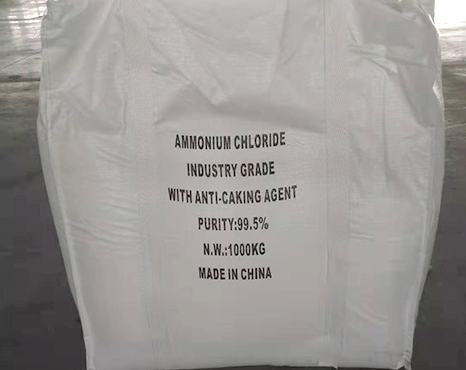 AMMONIUM CHLORIDE
INDUSTRY GRADE
WITH ANTI-CAKING AGENT
PURITY:99.5%
N.W.:1000KG
MADE IN CHINA